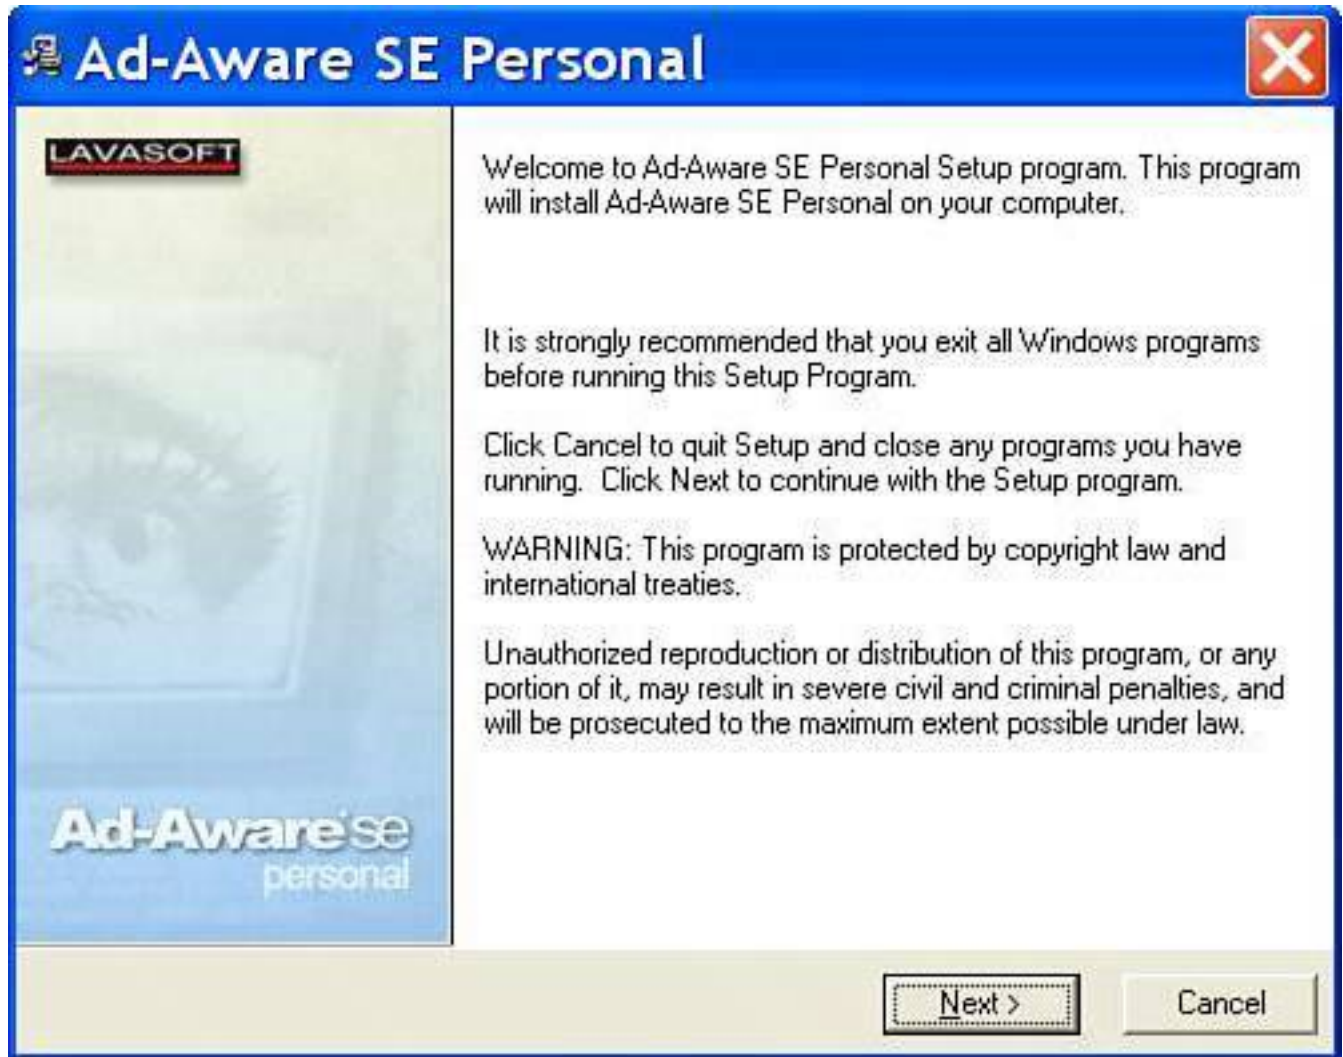 Ad-Aware SE Personal
LAVASOFT
Welcome to Ad-Aware SE Personal Setup program. This program
will install Ad-Aware SE Personal on your computer.
It is strongly recommended that you exit all Windows programs
before running this Setup Program.
Click Cancel to quit Setup and close any programs you have
running.  Click Next to continue with the Setup program.
WARNING: This program is protected by copyright law and
international treaties.
Unauthorized reproduction or distribution of this program, or any
portion of it, may result in severe civil and criminal penalties, and
will be prosecuted to the maximum extent possible under law.
Ad-Aware se
personal
Next >
Cancel